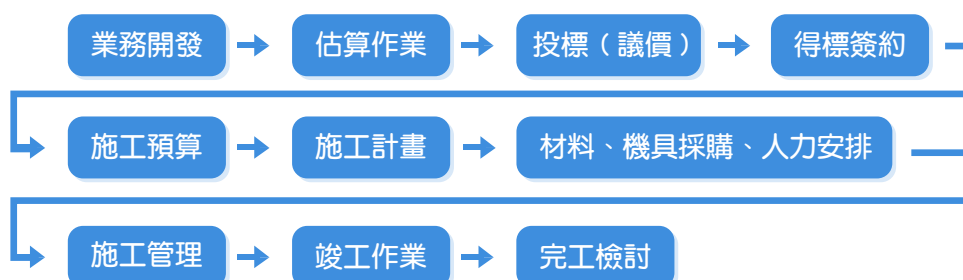 業務開發 估算作業 投標（議價） 得標簽約
施工預算 施工計畫 材料、機具採購、人力安排
施工管理 竣工作業 完工檢討